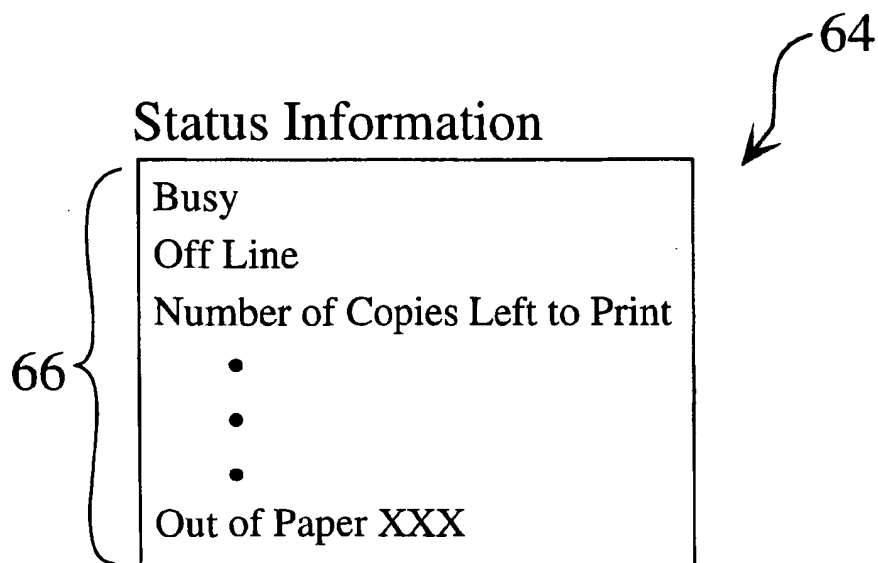 64
Status Information
Busy
Off Line
Number of Copies Left to Print
66
•
•
•
Out of Paper XXX